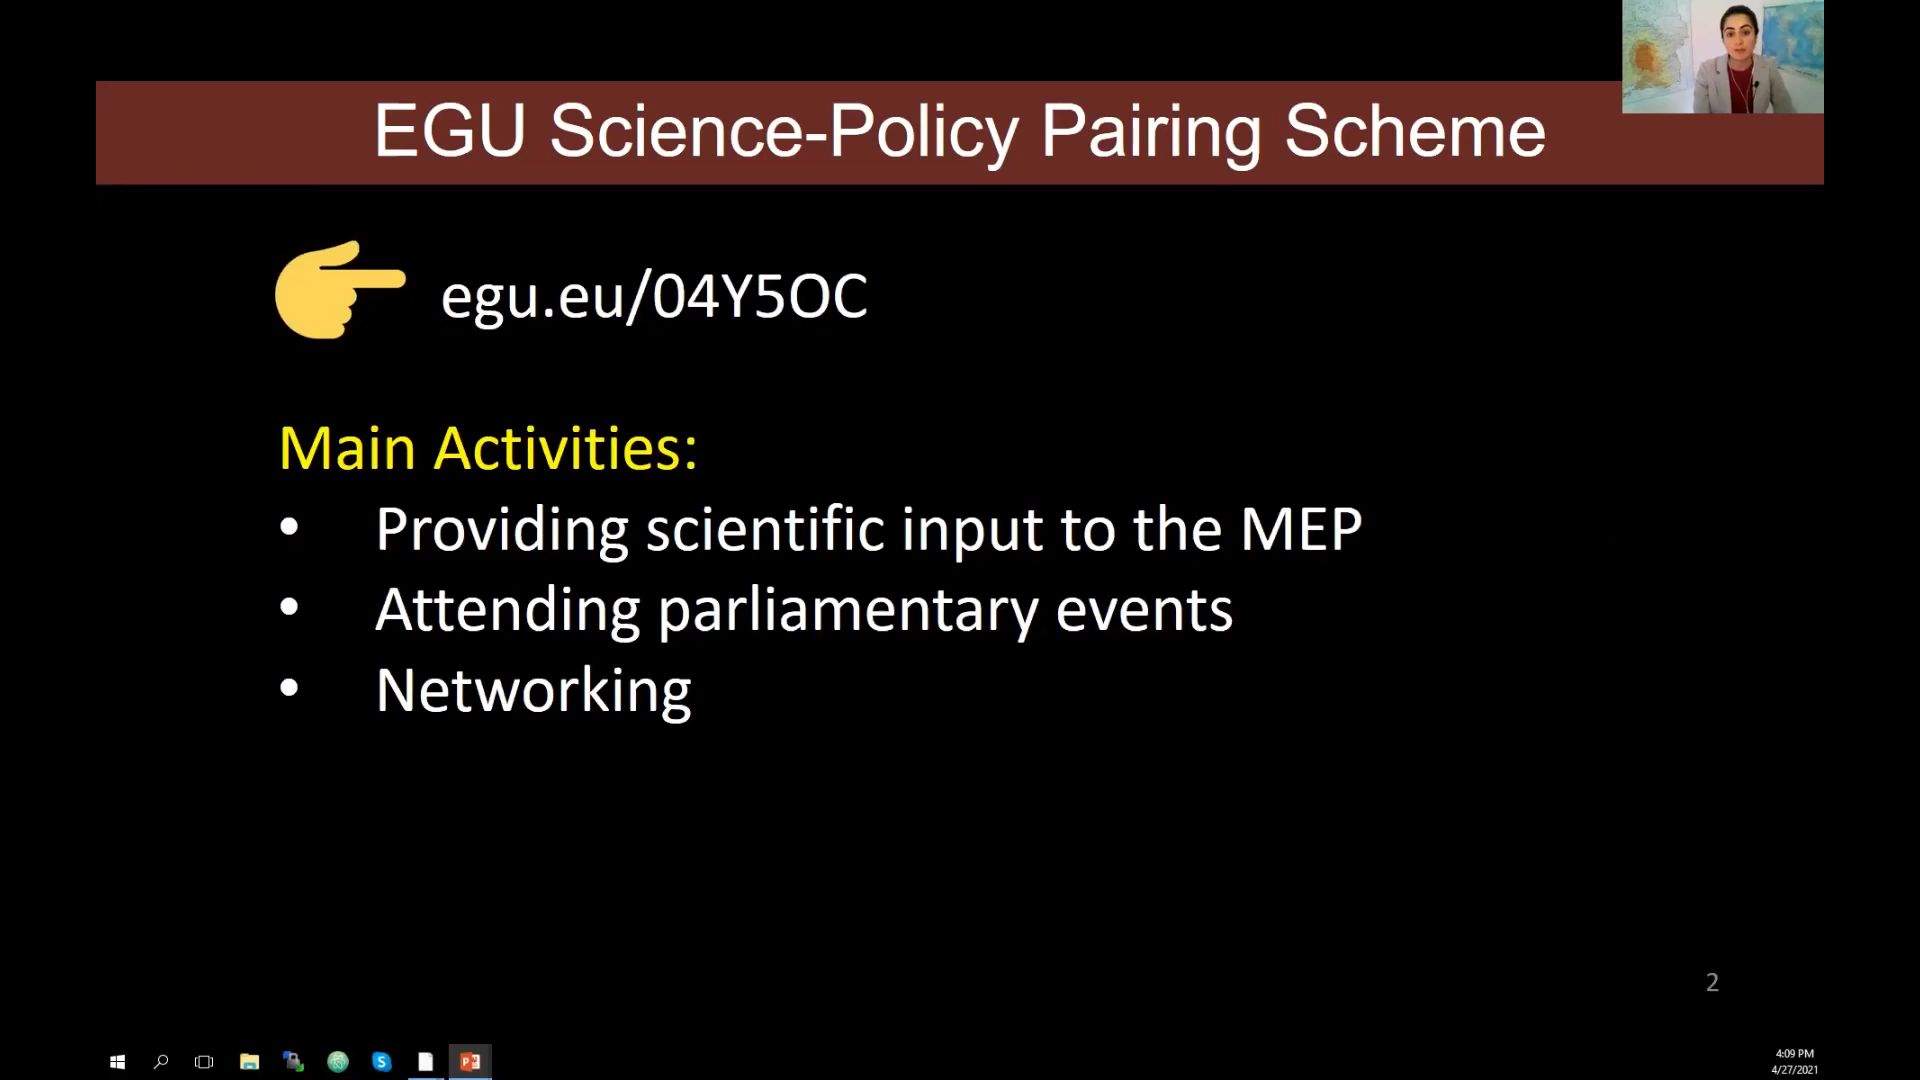 EGU Science-Policy Pairing Scheme
egu.eu/04Y5OC
Main Activities:
• Providing scientific input to the MEP
• Attending parliamentary events
• Networking
2
4:09 PM
4/27/2021